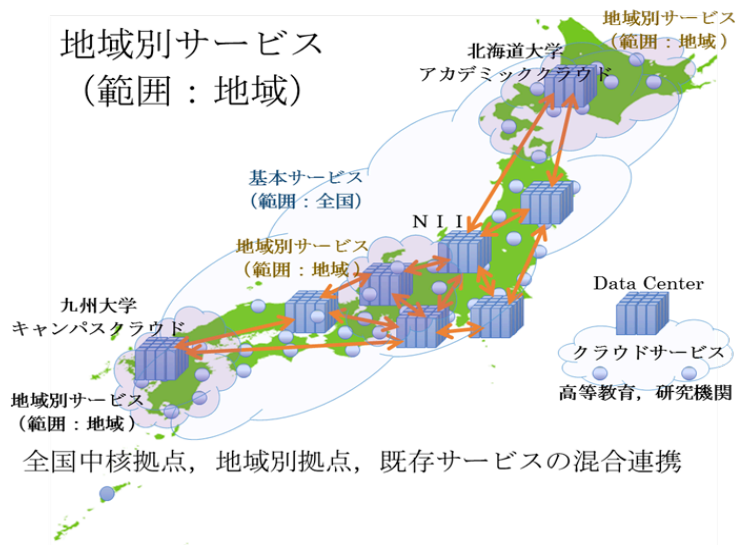 地域別サービス
（範囲：地域）
地域別サービス
（範囲：地域）
北海道大学
アカデミッククラウド
基本サービス
（範囲：全国）
ＮＩＩ
地域別サービス
（範囲：地域）
九州大学
キャンパスクラウド
Data Center
クラウドサービス
高等教育，研究機関
地域別サービス
（範囲：地域）
全国中核拠点，地域別拠点，既存サービスの混合連携